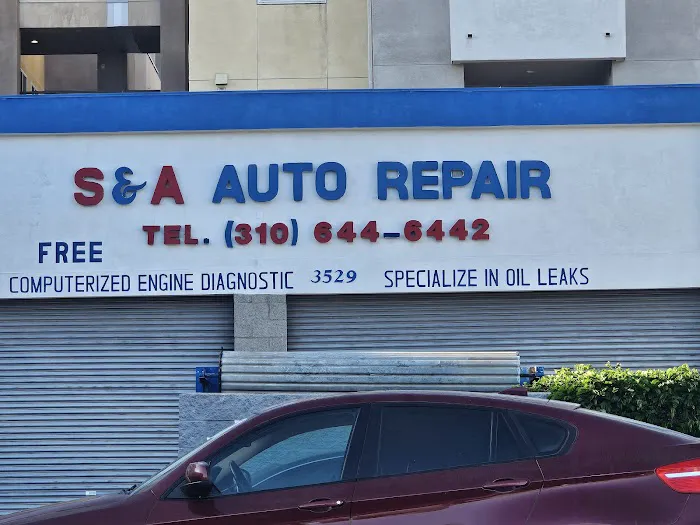 S & A AUTO REPAIR
TEL. (310) 644-6442
FREE
COMPUTERIZED ENGINE DIAGNOSTIC 3529 SPECIALIZE IN OIL LEAKS